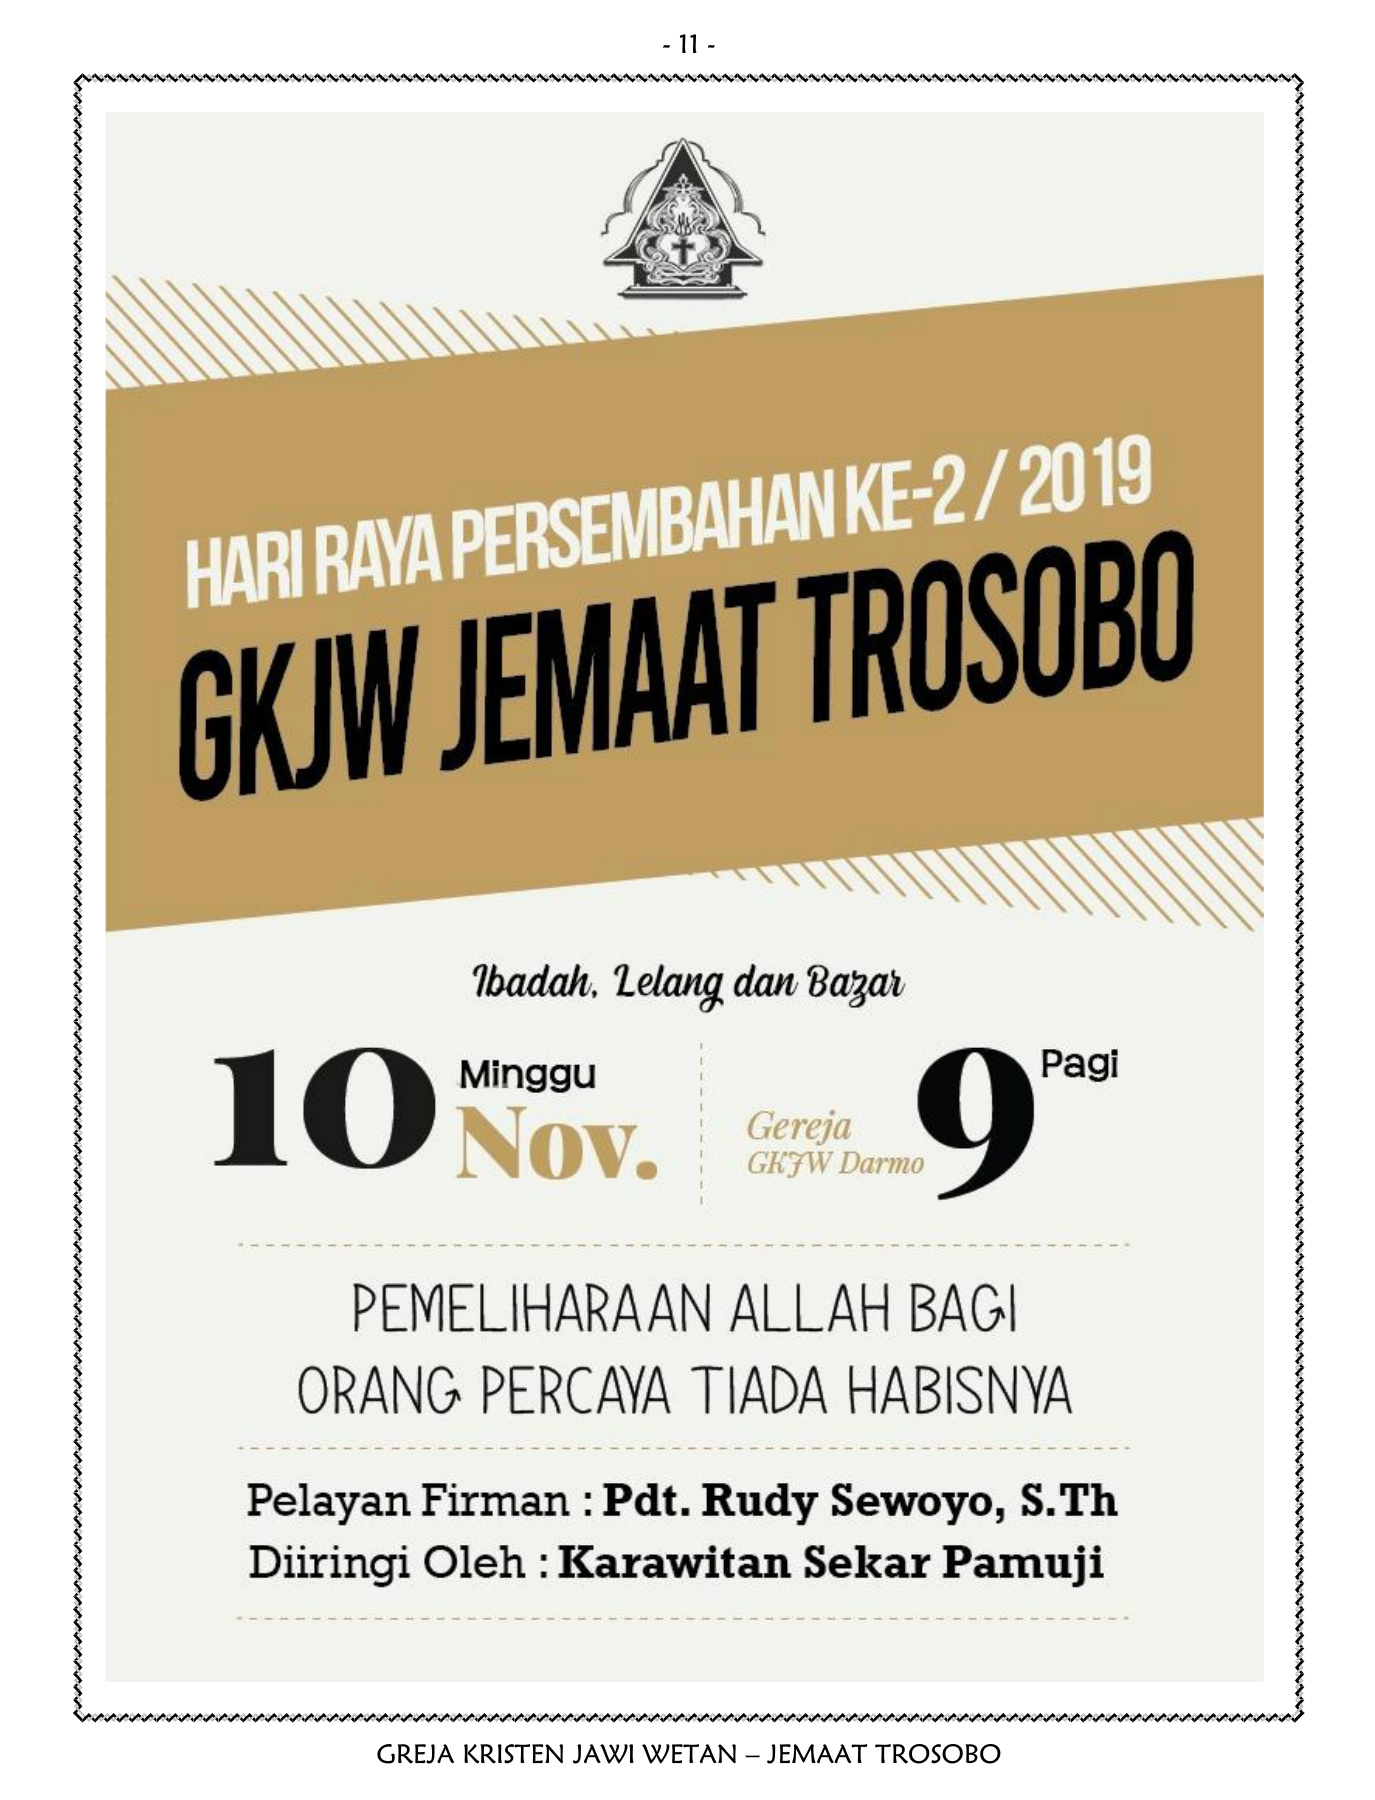 - 11 -
HARI RAYA PERSEMBAHAN KE-2 / 2019
GKJW JEMAAT TROSOBO
Ibadah, Lelang dan Bazar
10 Minggu
Nov.
Gereja
GKJW Darmo
9 Pagi
PEMELIHARAAN ALLAH BAGI
ORANG PERCAYA TIADA HABISNYA
Pelayan Firman : Pdt. Rudy Sewoyo, S.Th
Diiringi Oleh : Karawitan Sekar Pamuji
GREJA KRISTEN JAWI WETAN – JEMAAT TROSOBO